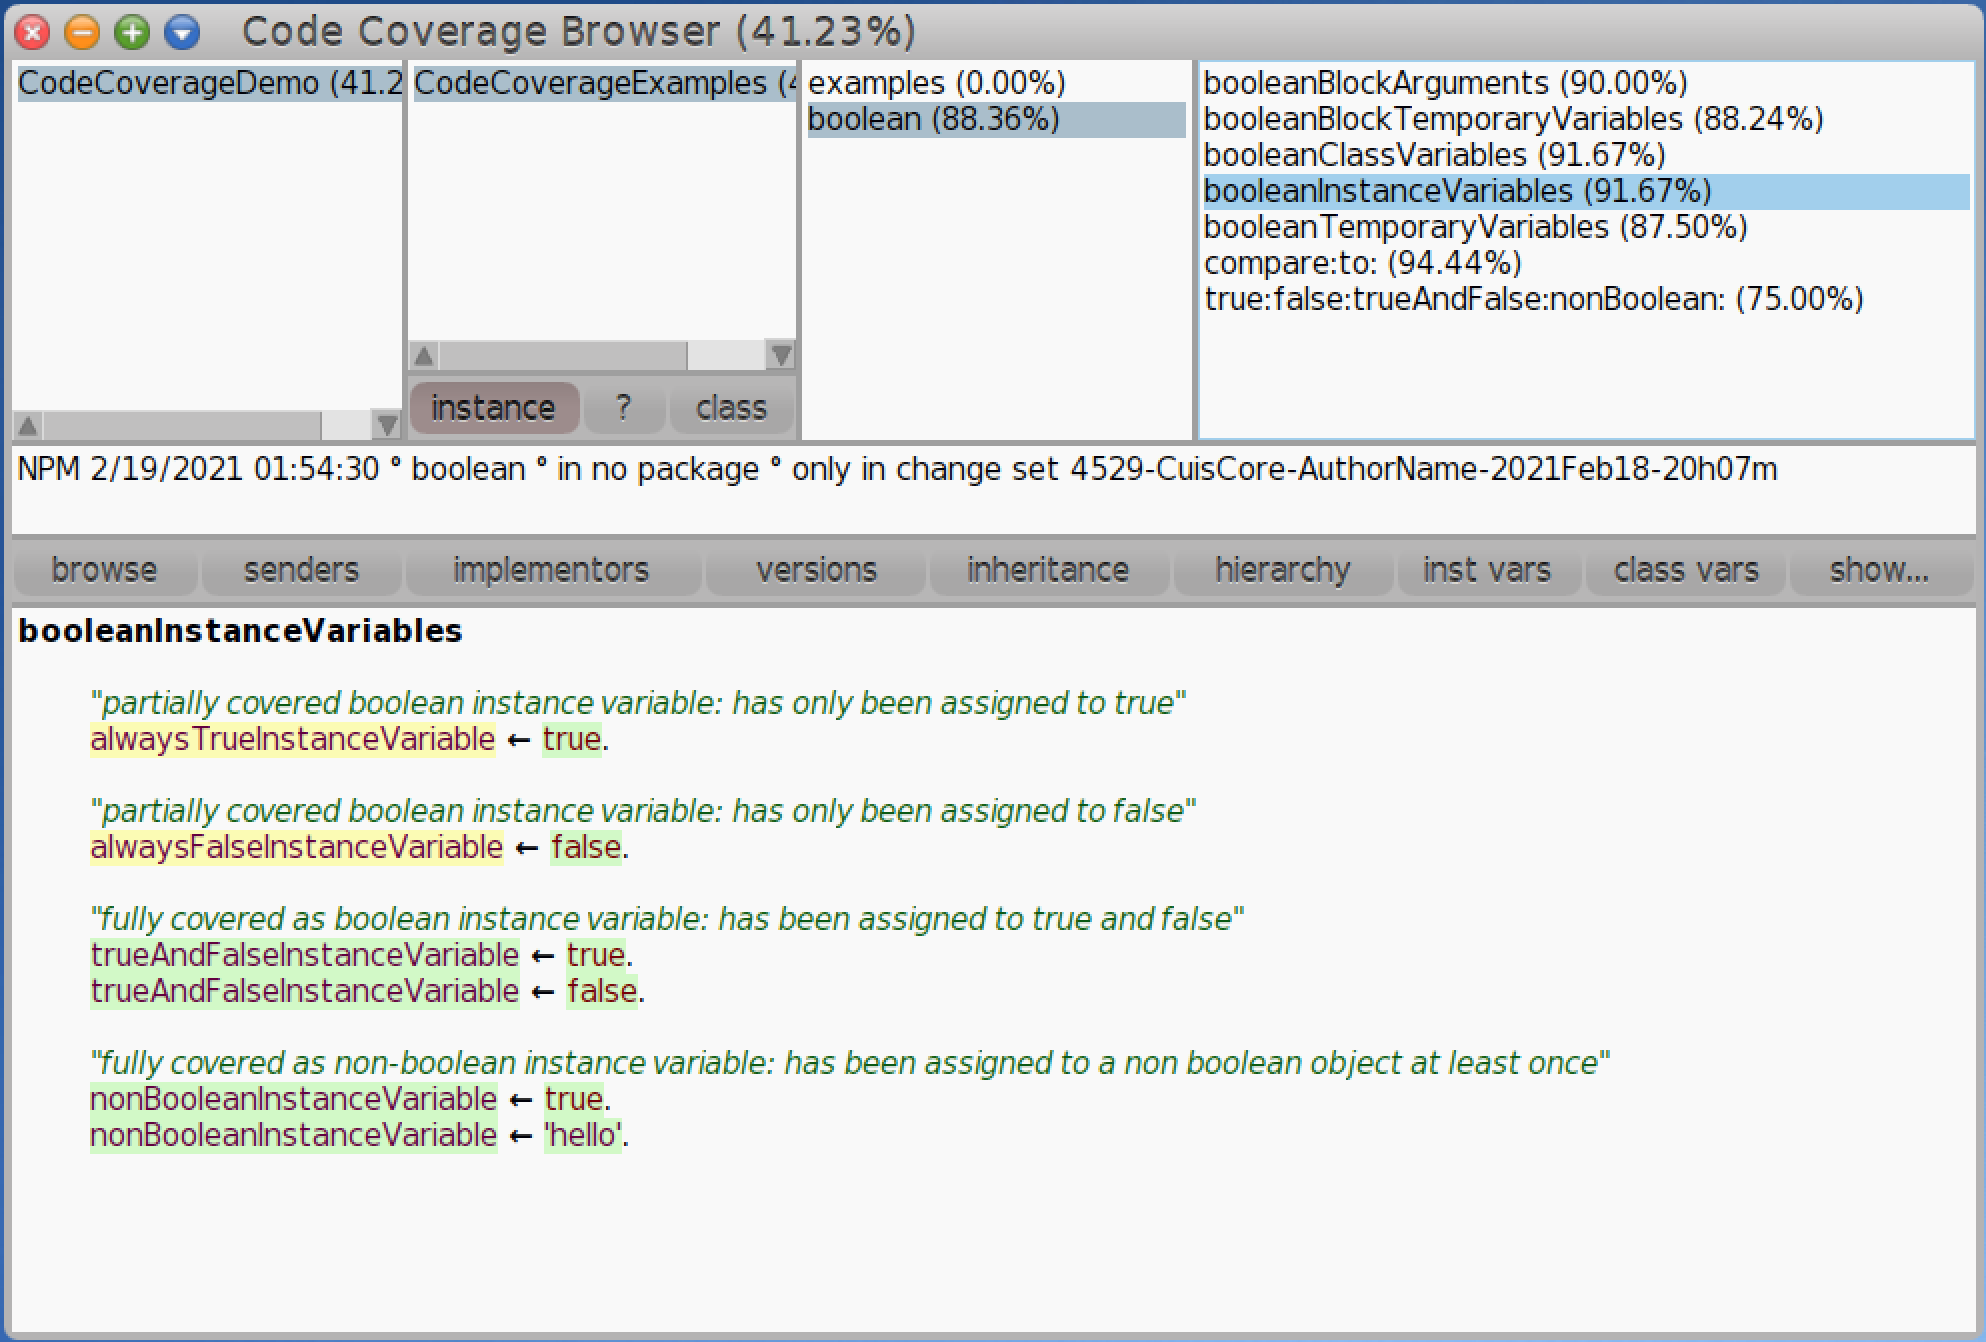 Code Coverage Browser (41.23%)
CodeCoverageDemo (41.2
CodeCoverageExamples (4
instance ? class
examples (0.00%)
boolean (88.36%)
booleanBlockArguments (90.00%)
booleanBlockTemporaryVariables (88.24%)
booleanClassVariables (91.67%)
booleanInstanceVariables (91.67%)
booleanTemporaryVariables (87.50%)
compare:to: (94.44%)
true:false:trueAndFalse:nonBoolean: (75.00%)
NPM 2/19/2021 01:54:30 ° boolean ° in no package ° only in change set 4529-CuisCore-AuthorName-2021Feb18-20h07m
browse senders implementors versions inheritance hierarchy inst vars class vars show...
booleanInstanceVariables
"partially covered boolean instance variable: has only been assigned to true"
alwaysTrueInstanceVariable ← true.
"partially covered boolean instance variable: has only been assigned to false"
alwaysFalseInstanceVariable ← false.
"fully covered as boolean instance variable: has been assigned to true and false"
trueAndFalseInstanceVariable ← true.
trueAndFalseInstanceVariable ← false.
"fully covered as non-boolean instance variable: has been assigned to a non boolean object at least once"
nonBooleanInstanceVariable ← true.
nonBooleanInstanceVariable ← 'hello'.